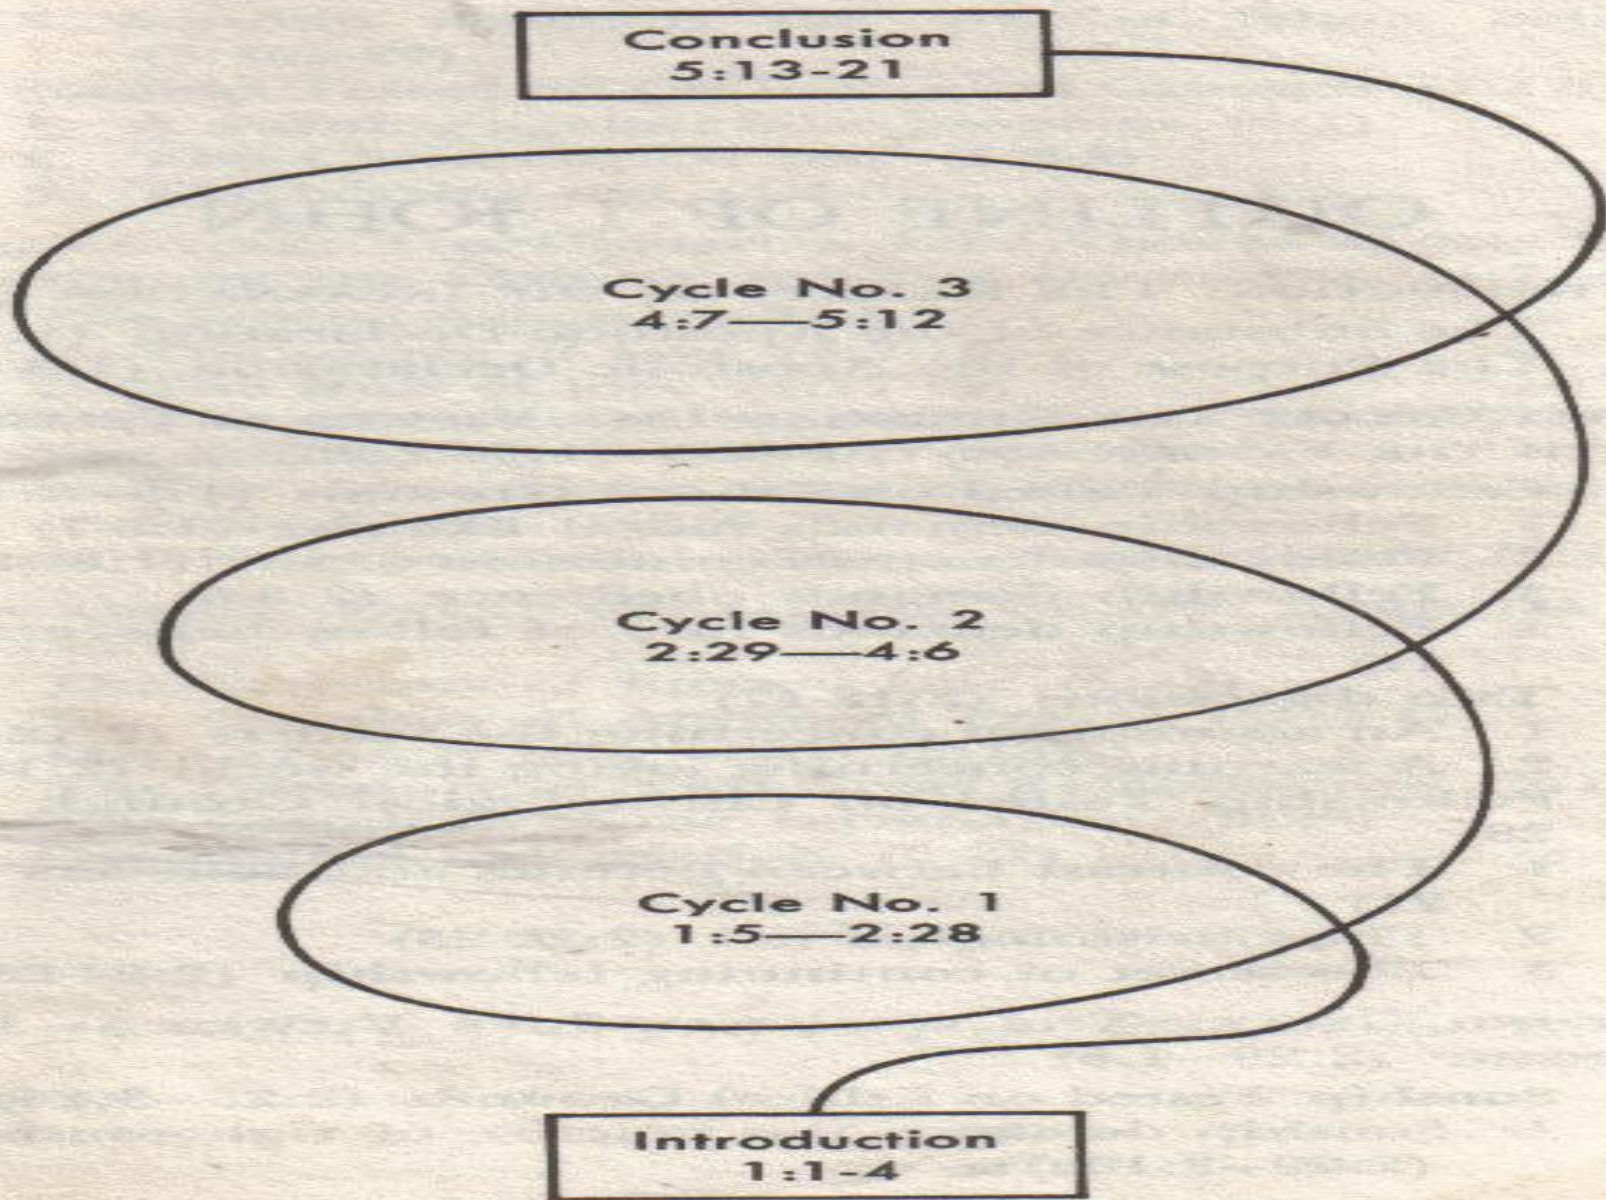 Conclusion
5:13-21
Cycle No. 3
4:7—5:12
Cycle No. 2
2:29—4:6
Cycle No. 1
1:5—2:28
Introduction
1:1-4